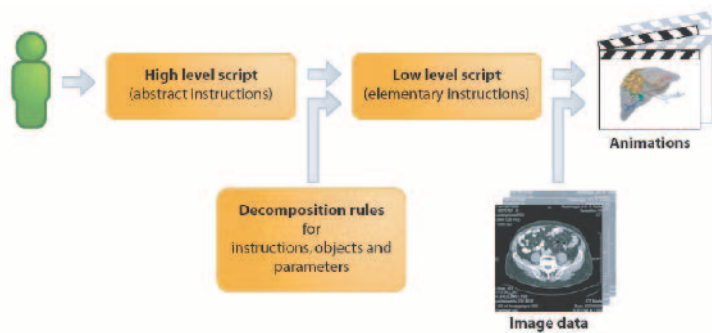 High level script
(abstract instructions)
Low level script
(elementary instructions)
Animations
Decomposition rules
for
instructions, objects and
parameters
Image data